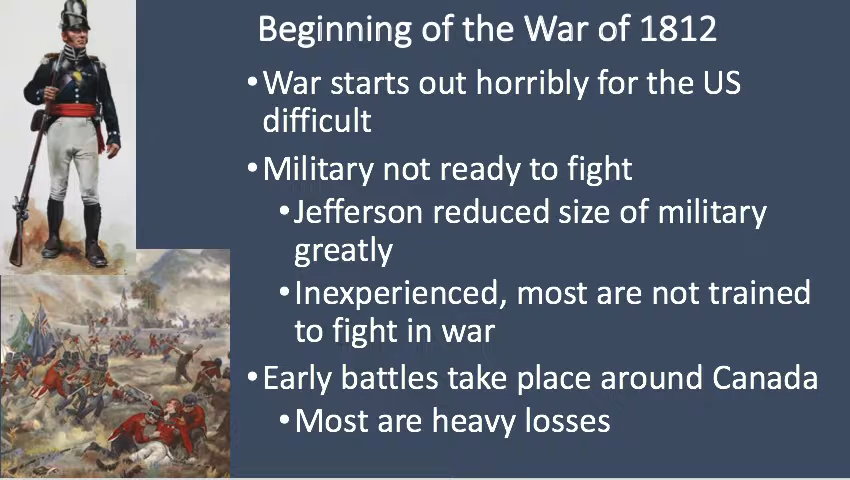 Beginning of the War of 1812
•War starts out horribly for the US
difficult
•Military not ready to fight
•Jefferson reduced size of military
greatly
•Inexperienced, most are not trained
to fight in war
•Early battles take place around Canada
•Most are heavy losses